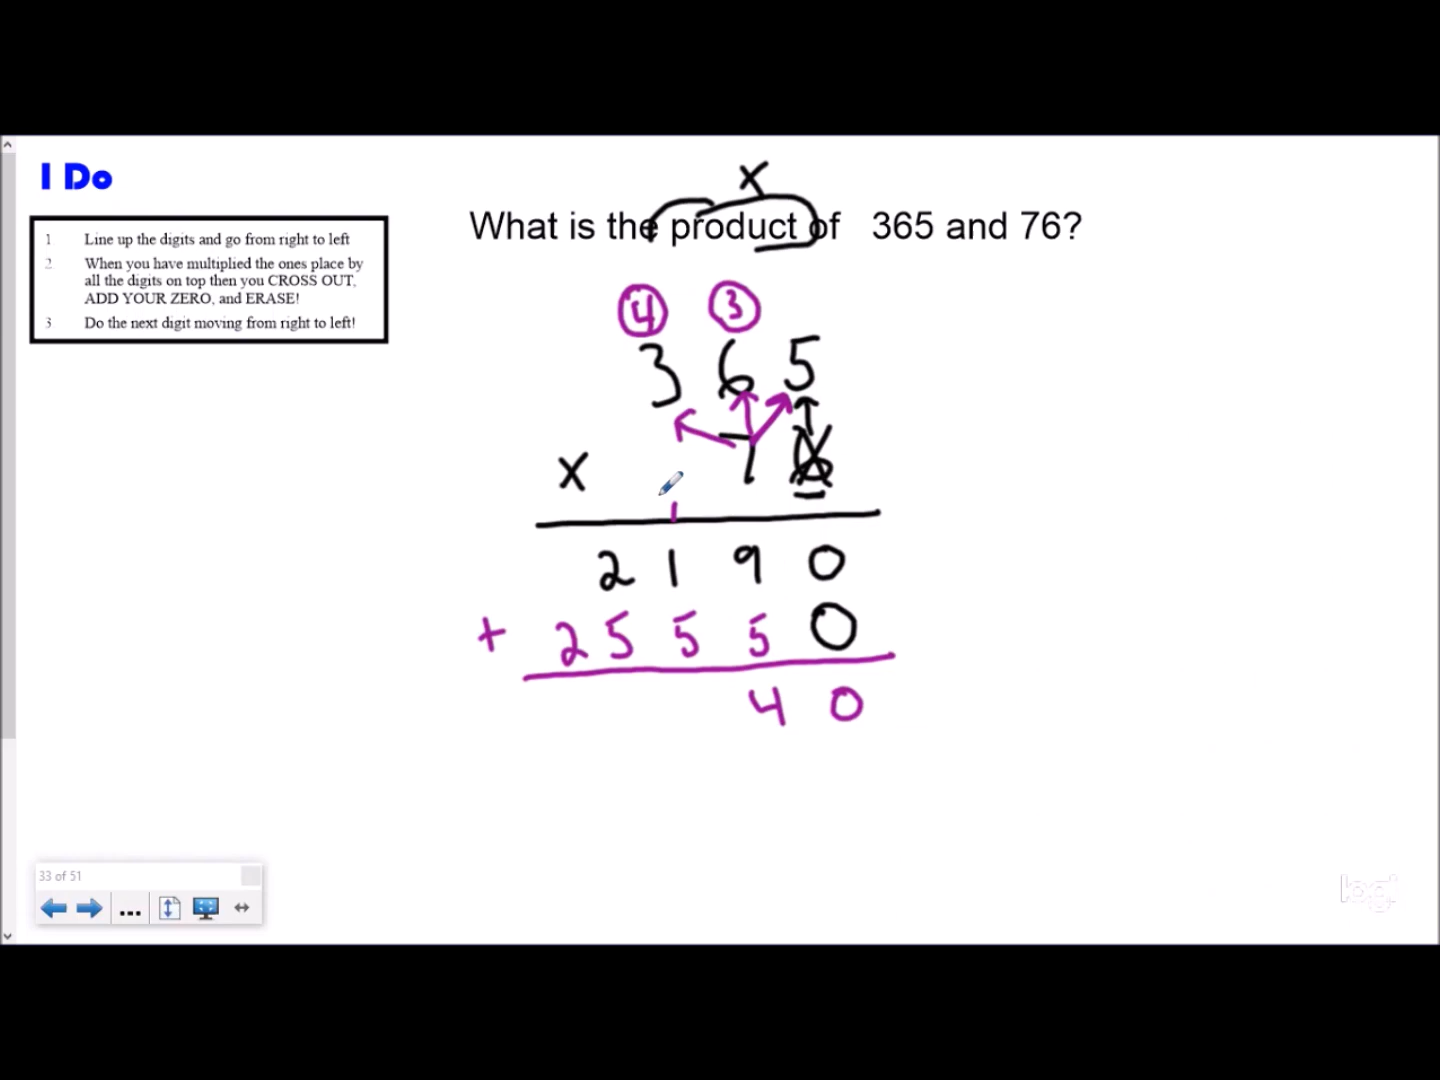 I Do
1 Line up the digits and go from right to left
2 When you have multiplied the ones place by
all the digits on top then you CROSS OUT,
ADD YOUR ZERO, and ERASE!
3 Do the next digit moving from right to left!
x
What is the product of 365 and 76?
4 3
3 6 5
x 7 6
1
2 1 9 0
+ 2 5 5 5 0
4 0
33 of 51
...
logi